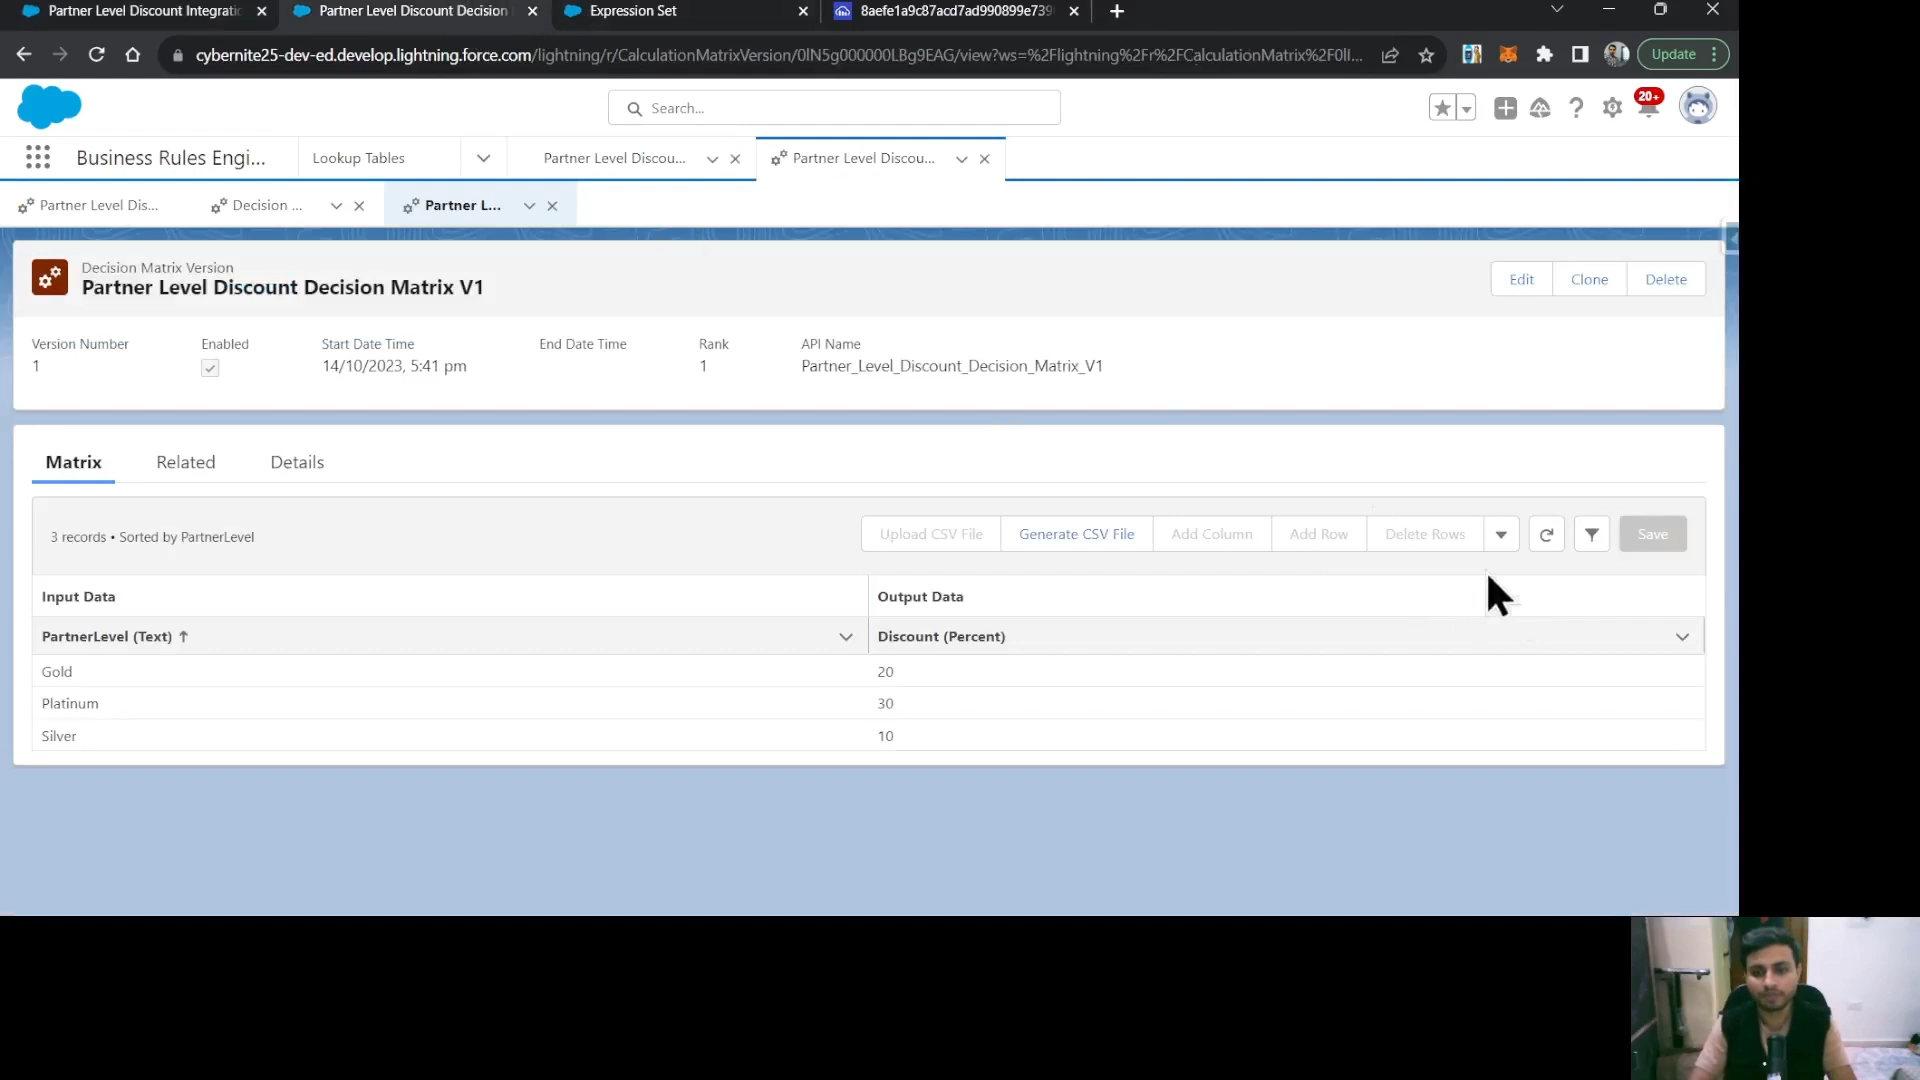 Partner Level Discount Integratio
Partner Level Discount Decision
Expression Set
8aefe1a9c87acd7ad990899e739
cybernite25-dev-ed.develop.lightning.force.com/lightning/r/CalculationMatrixVersion/0lN5g000000LBg9EAG/view?ws=%2Flightning%2Fr%2FCalculationMatrix%2F0lI...
Update
Search...
20+
Business Rules Engi...
Lookup Tables
Partner Level Discou...
Partner Level Discou...
Partner Level Dis...
Decision ...
Partner L...
Decision Matrix Version
Partner Level Discount Decision Matrix V1
Edit
Clone
Delete
Version Number
Enabled
Start Date Time
End Date Time
Rank
API Name
1
14/10/2023, 5:41 pm
1
Partner_Level_Discount_Decision_Matrix_V1
Matrix
Related
Details
3 records • Sorted by PartnerLevel
Upload CSV File
Generate CSV File
Add Column
Add Row
Delete Rows
Save
Input Data
Output Data
PartnerLevel (Text) ↑
Discount (Percent)
Gold
20
Platinum
30
Silver
10